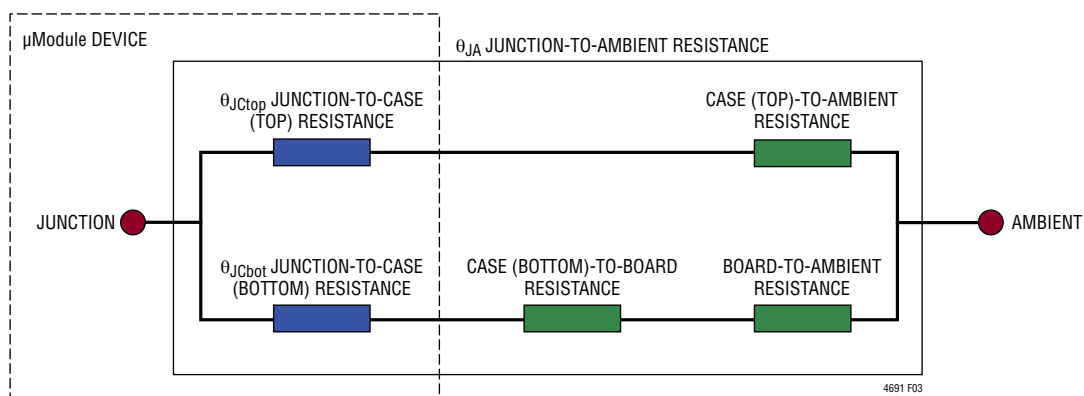 µModule DEVICE
θJA JUNCTION-TO-AMBIENT RESISTANCE
θJCtop JUNCTION-TO-CASE
(TOP) RESISTANCE
CASE (TOP)-TO-AMBIENT
RESISTANCE
JUNCTION
AMBIENT
θJCbot JUNCTION-TO-CASE
(BOTTOM) RESISTANCE
CASE (BOTTOM)-TO-BOARD
RESISTANCE
BOARD-TO-AMBIENT
RESISTANCE
4691 F03